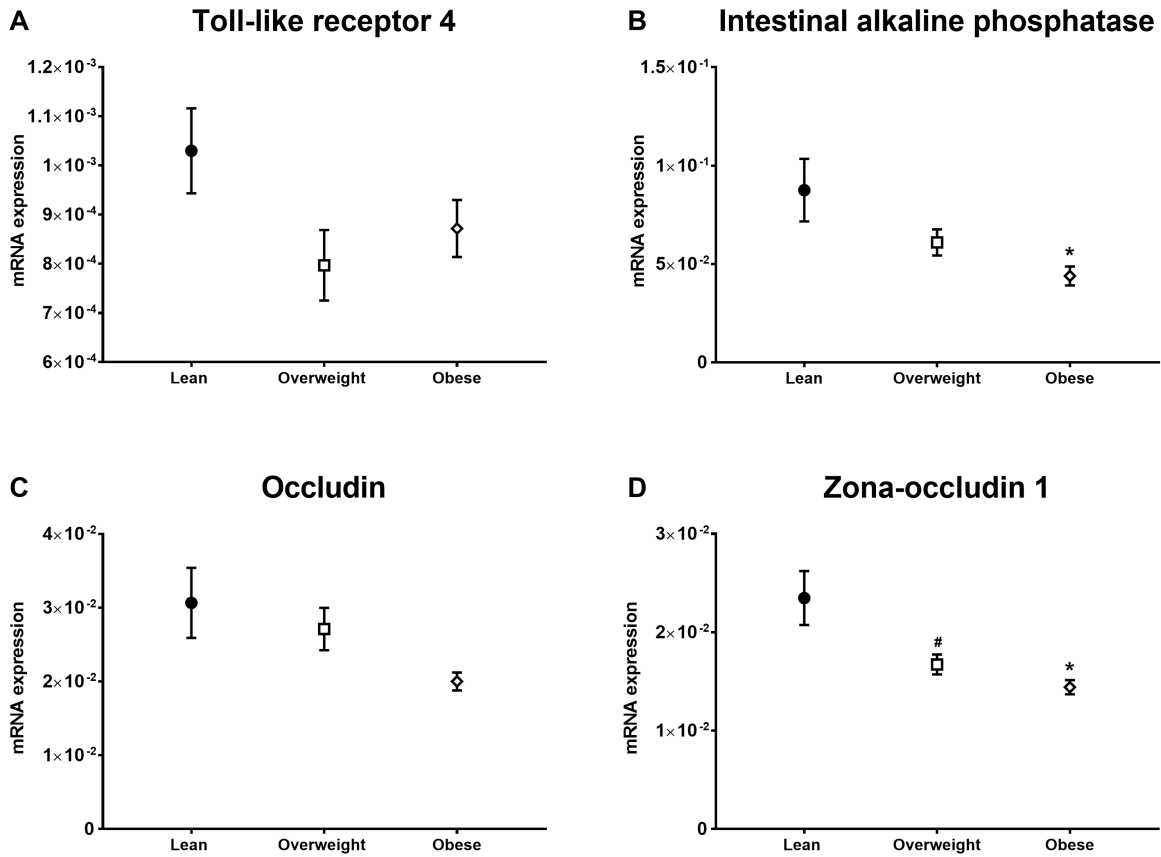 A Toll-like receptor 4
mRNA expression
1.2×10⁻³
1.1×10⁻³
1×10⁻³
9×10⁻⁴
8×10⁻⁴
7×10⁻⁴
6×10⁻⁴
Lean Overweight Obese
B Intestinal alkaline phosphatase
mRNA expression
1.5×10⁻¹
1×10⁻¹
5×10⁻²
0
*
Lean Overweight Obese
C Occludin
mRNA expression
4×10⁻²
3×10⁻²
2×10⁻²
1×10⁻²
0
Lean Overweight Obese
D Zona-occludin 1
mRNA expression
3×10⁻²
2×10⁻²
1×10⁻²
0
# *
Lean Overweight Obese